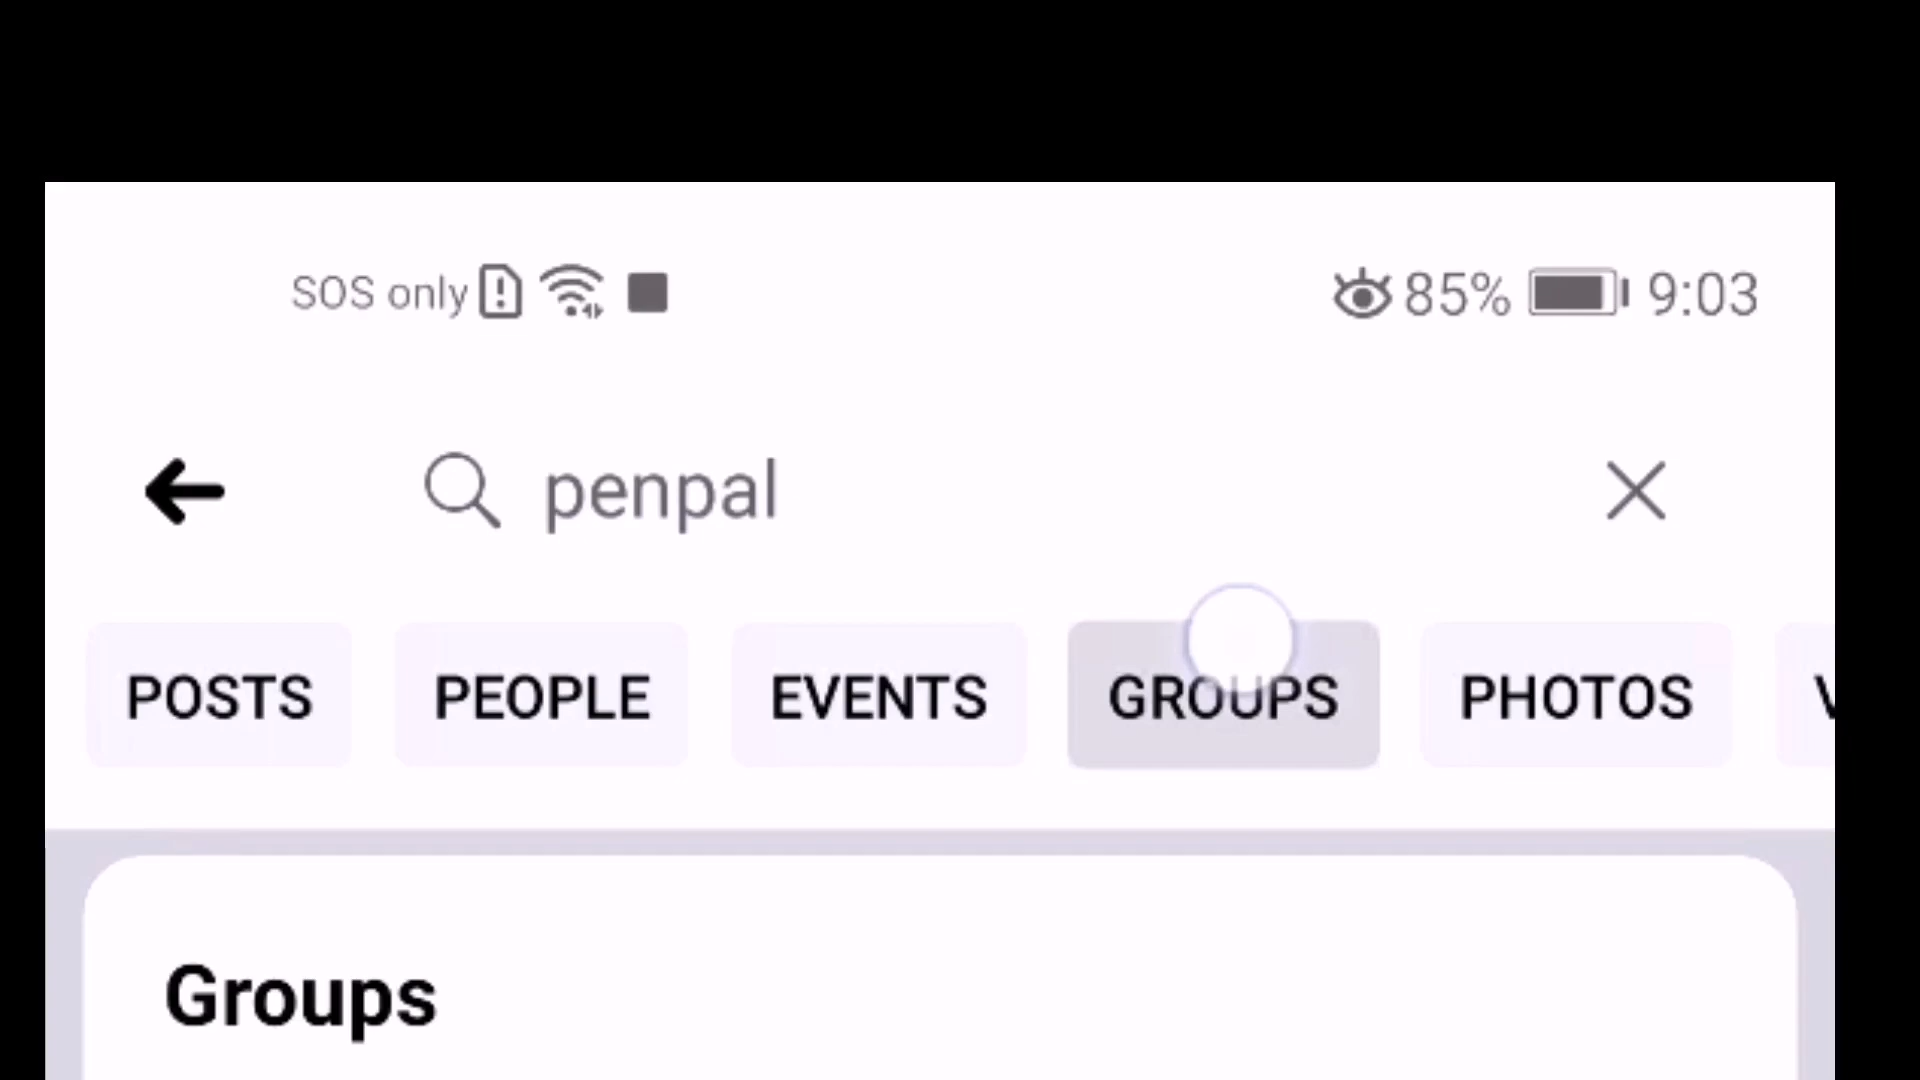 SOS only 85% 9:03
penpal
POSTS PEOPLE EVENTS GROUPS PHOTOS
Groups